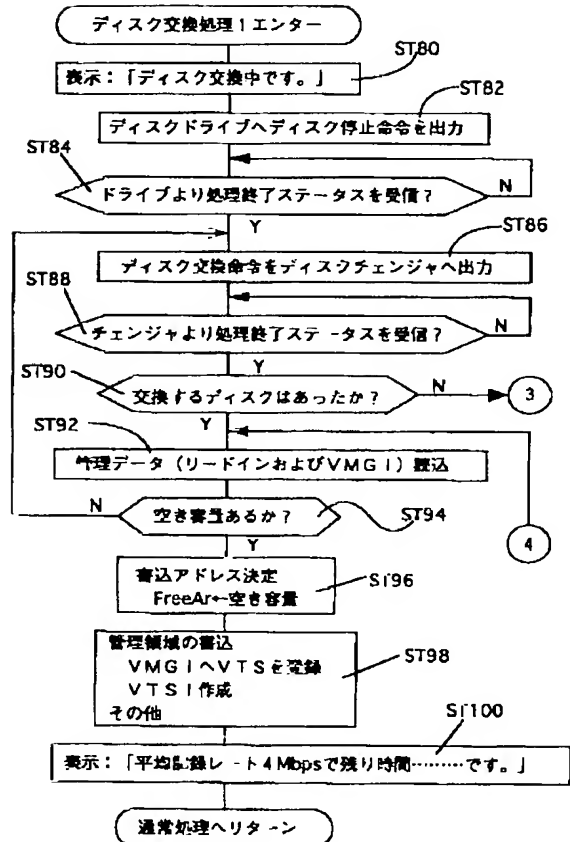 ディスク交換処理1エンター
ST80
表示：「ディスク交換中です。」
ST82
ディスクドライブへディスク停止命令を出力
ST84
ドライブより処理終了ステータスを受信？
N
Y
ST86
ディスク交換命令をディスクチェンジャへ出力
ST88
チェンジャより処理終了ステータスを受信？
N
Y
ST90
交換するディスクはあったか？
N
3
Y
ST92
管理データ（リードインおよびVMGI）読込
N
空き容量あるか？
ST94
4
Y
書込アドレス決定
FreeAr←空き容量
ST96
管理領域の書込
VMGIへVTSを登録
VTSI作成
その他
ST98
ST100
表示：「平均記録レート4Mbpsで残り時間………です。」
通常処理へリターン